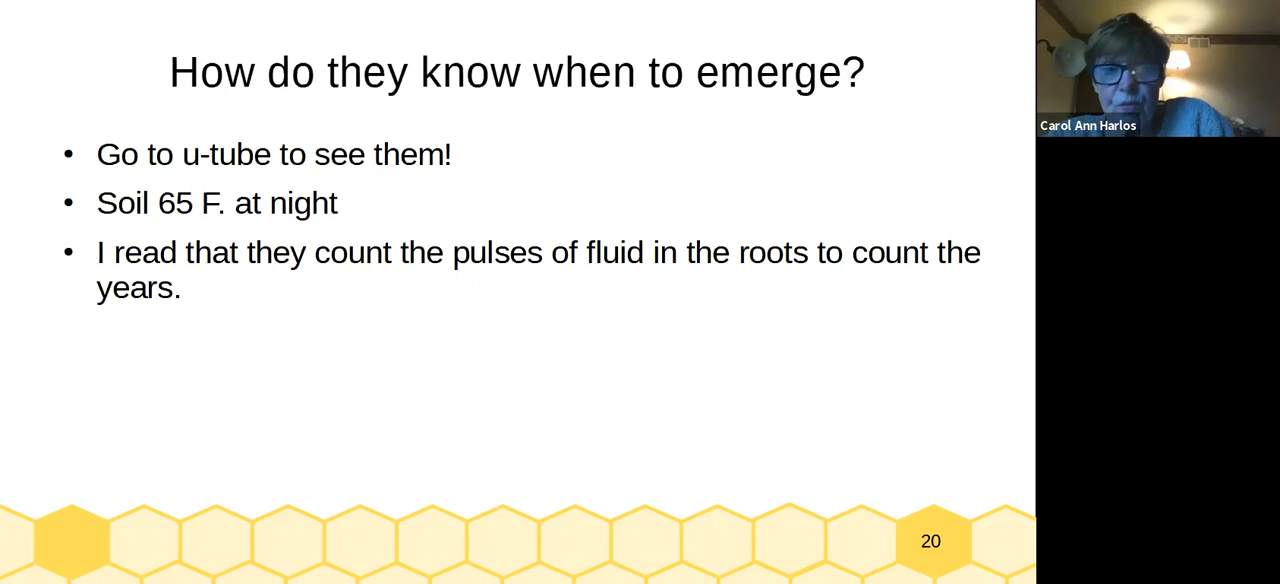 How do they know when to emerge?
• Go to u-tube to see them!
• Soil 65 F. at night
• I read that they count the pulses of fluid in the roots to count the
years.
20
Carol Ann Harlos